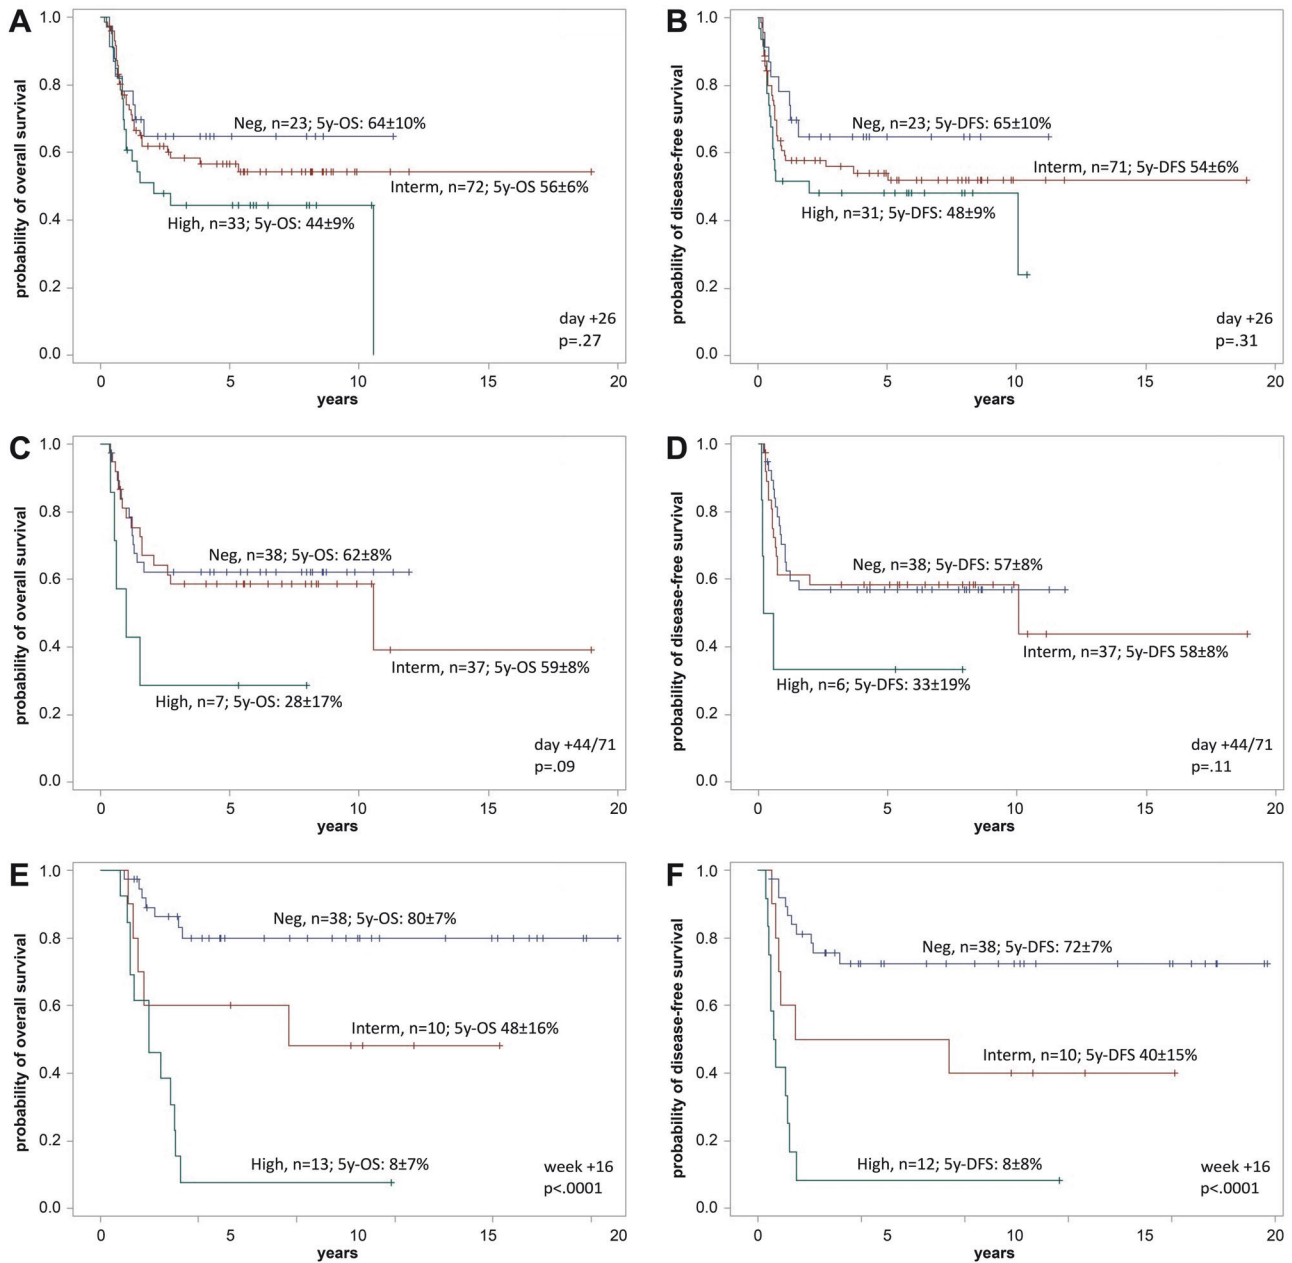 A
probability of overall survival
1.0
0.8
0.6
0.4
0.2
0.0
Neg, n=23; 5y-OS: 64±10%
Interm, n=72; 5y-OS 56±6%
High, n=33; 5y-OS: 44±9%
day +26
p=.27
0 5 10 15 20
years
B
probability of disease-free survival
1.0
0.8
0.6
0.4
0.2
0.0
Neg, n=23; 5y-DFS: 65±10%
Interm, n=71; 5y-DFS 54±6%
High, n=31; 5y-DFS: 48±9%
day +26
p=.31
0 5 10 15 20
years
C
probability of overall survival
1.0
0.8
0.6
0.4
0.2
0.0
Neg, n=38; 5y-OS: 62±8%
Interm, n=37; 5y-OS 59±8%
High, n=7; 5y-OS: 28±17%
day +44/71
p=.09
0 5 10 15 20
years
D
probability of disease-free survival
1.0
0.8
0.6
0.4
0.2
0.0
Neg, n=38; 5y-DFS: 57±8%
Interm, n=37; 5y-DFS 58±8%
High, n=6; 5y-DFS: 33±19%
day +44/71
p=.11
0 5 10 15 20
years
E
probability of overall survival
1.0
0.8
0.6
0.4
0.2
0.0
Neg, n=38; 5y-OS: 80±7%
Interm, n=10; 5y-OS 48±16%
High, n=13; 5y-OS: 8±7%
week +16
p<.0001
0 5 10 15 20
years
F
probability of disease-free survival
1.0
0.8
0.6
0.4
0.2
0.0
Neg, n=38; 5y-DFS: 72±7%
Interm, n=10; 5y-DFS 40±15%
High, n=12; 5y-DFS: 8±8%
week +16
p<.0001
0 5 10 15 20
years